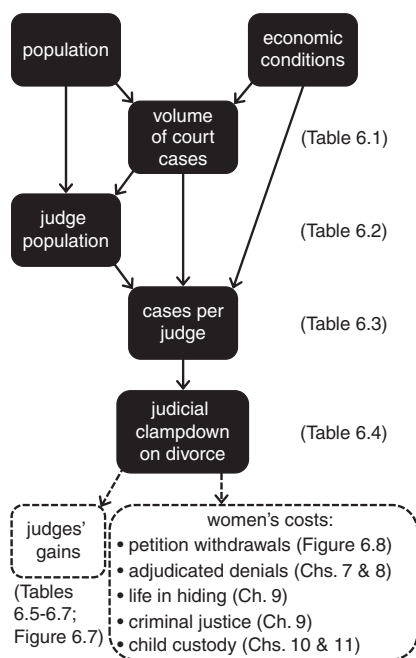 population
economic
conditions
volume
of court
cases
(Table 6.1)
judge
population
(Table 6.2)
cases per
judge
(Table 6.3)
judicial
clampdown
on divorce
(Table 6.4)
judges'
gains
(Tables
6.5-6.7;
Figure 6.7)
women's costs:
• petition withdrawals (Figure 6.8)
• adjudicated denials (Chs. 7 & 8)
• life in hiding (Ch. 9)
• criminal justice (Ch. 9)
• child custody (Chs. 10 & 11)